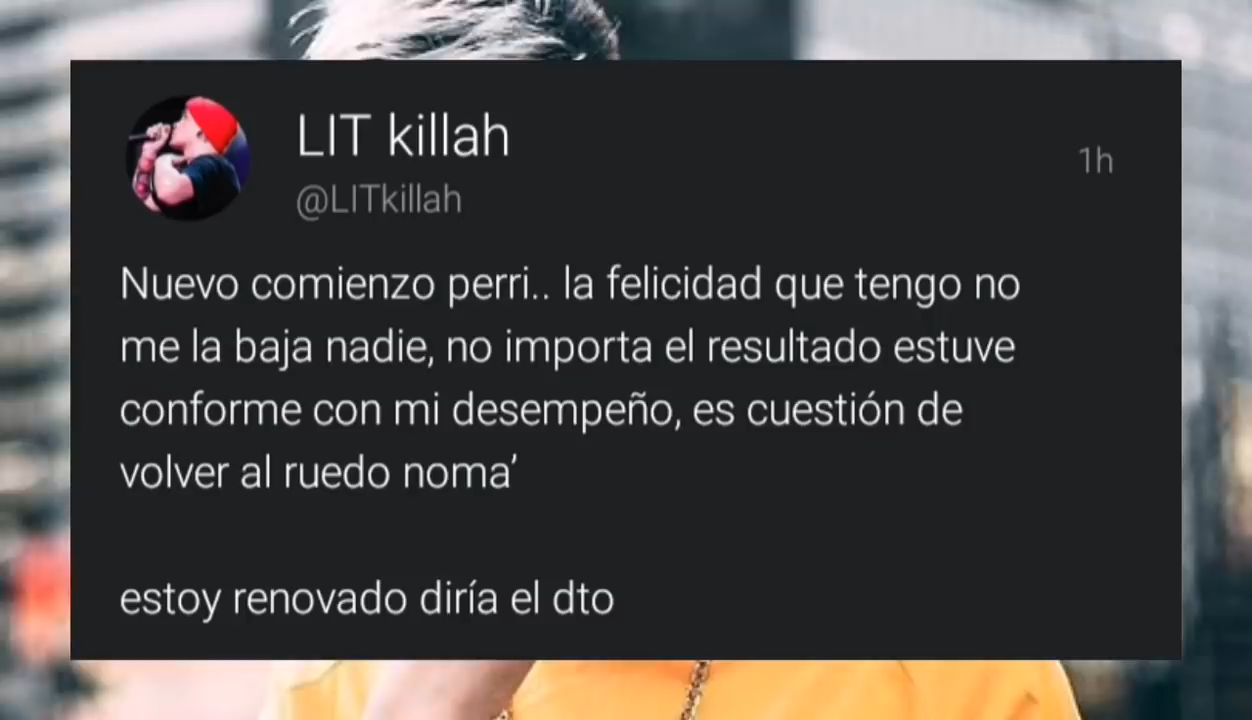 LIT killah
@LITkillah
1h
Nuevo comienzo perri.. la felicidad que tengo no
me la baja nadie, no importa el resultado estuve
conforme con mi desempeño, es cuestión de
volver al ruedo noma’
estoy renovado diría el dto